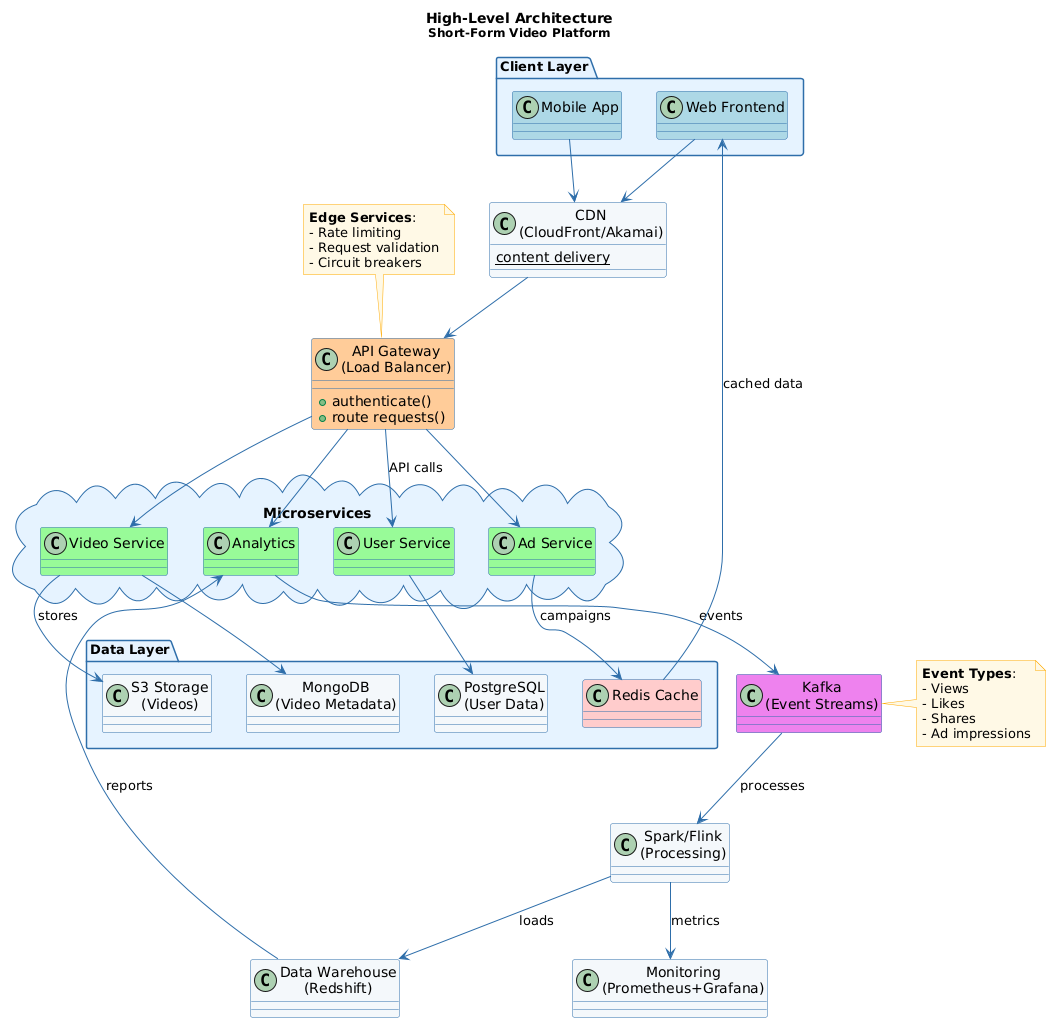 High-Level Architecture
Short-Form Video Platform
Client Layer
C Mobile App
C Web Frontend
Edge Services:
- Rate limiting
- Request validation
- Circuit breakers
C CDN
(CloudFront/Akamai)
content delivery
C API Gateway
(Load Balancer)
authenticate()
route requests()
cached data
API calls
Microservices
C Video Service
C Analytics
C User Service
C Ad Service
stores
campaigns
events
Data Layer
C S3 Storage
(Videos)
C MongoDB
(Video Metadata)
C PostgreSQL
(User Data)
C Redis Cache
C Kafka
(Event Streams)
Event Types:
- Views
- Likes
- Shares
- Ad impressions
reports
processes
C Spark/Flink
(Processing)
loads
metrics
C Data Warehouse
(Redshift)
C Monitoring
(Prometheus+Grafana)